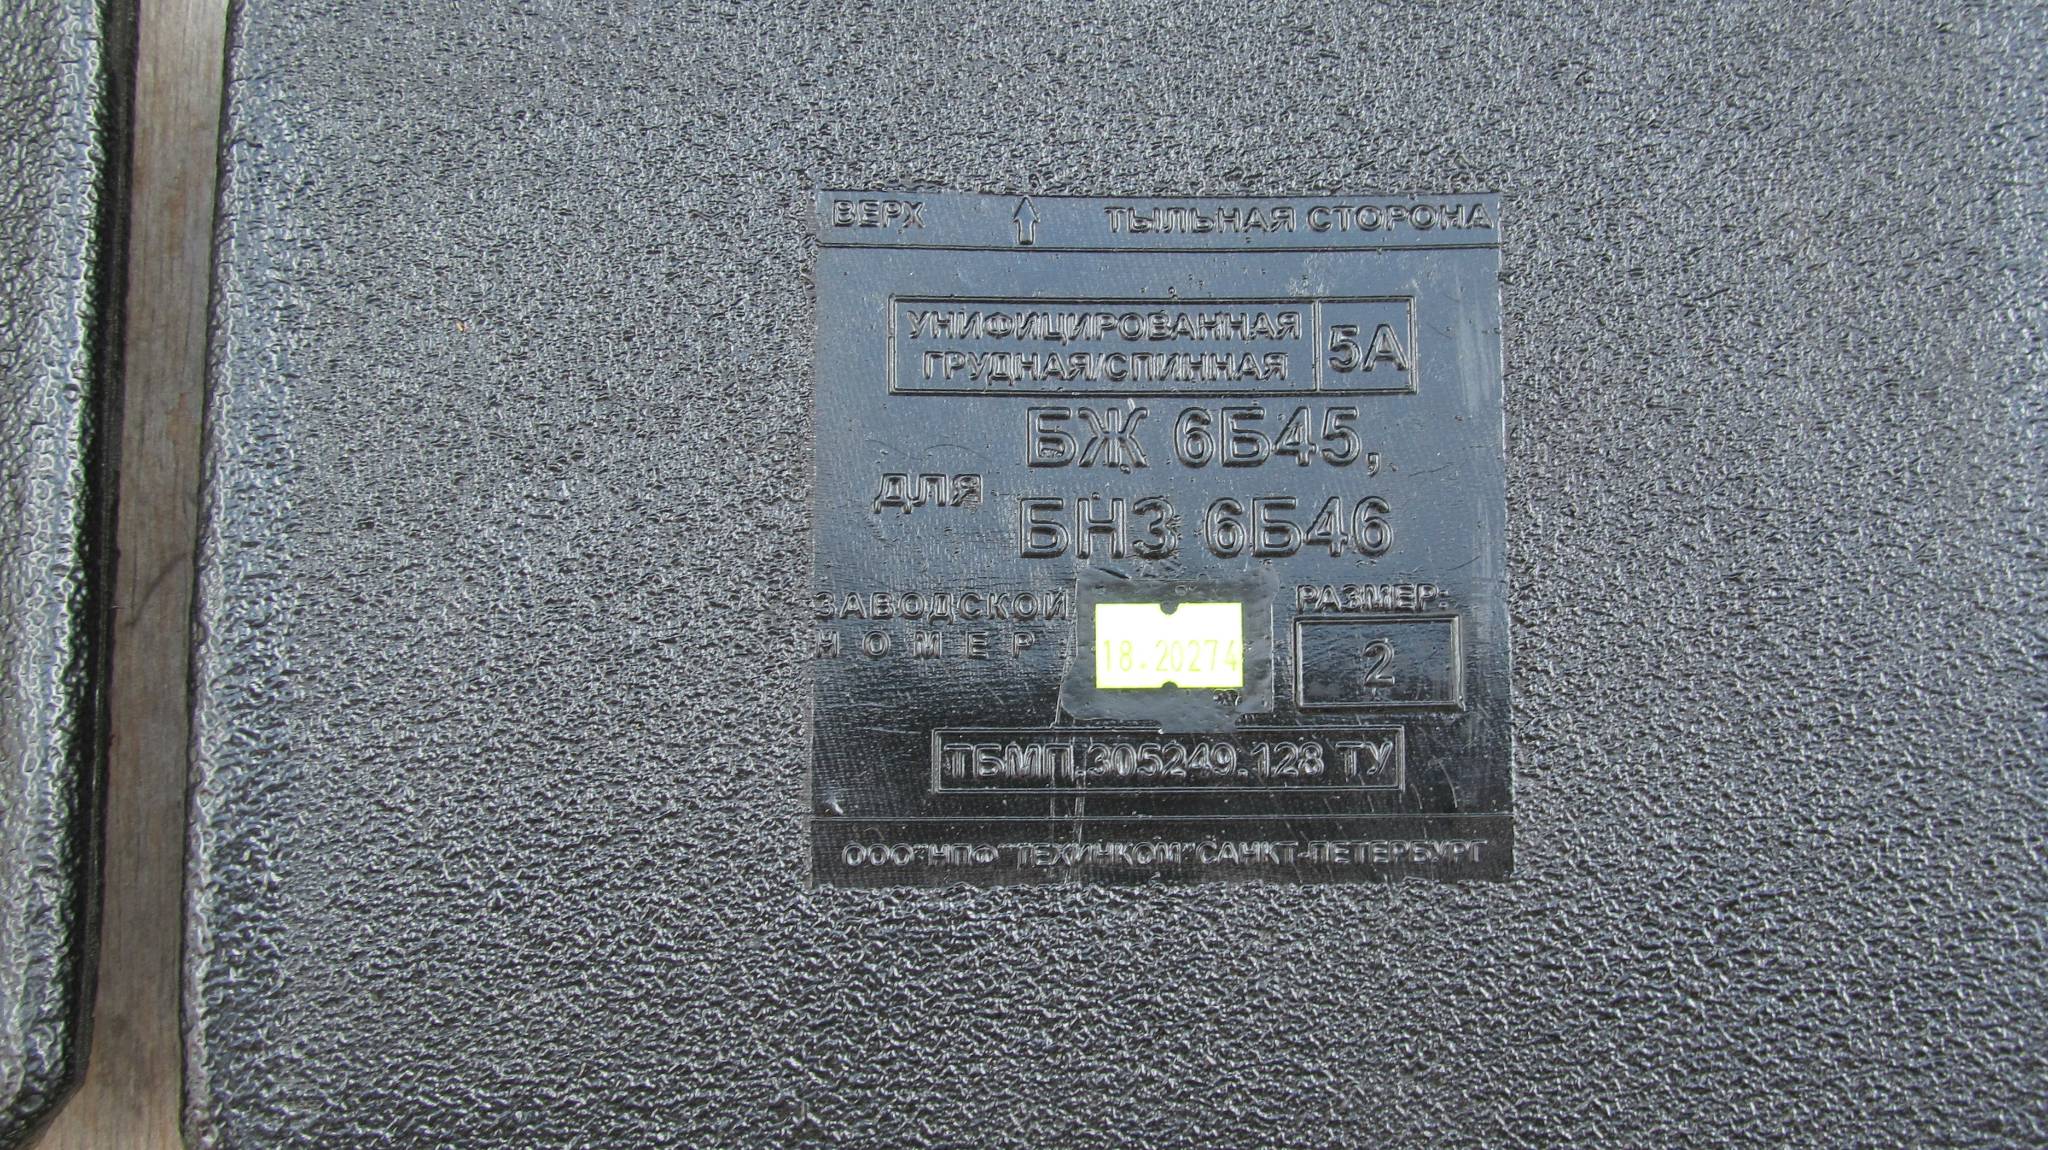 ВЕРХ ТЫЛЬНАЯ СТОРОНА
УНИФИЦИРОВАННАЯ
ГРУДНАЯ/СПИННАЯ
5А
БЖ 6Б45,
для
БНЗ 6Б46
ЗАВОДСКОЙ
НОМЕР
18.20274
РАЗМЕР:
2
ТБМП.305249.128 ТУ
ООО"НПФ "ТЕХИНКОМ" САНКТ-ПЕТЕРБУРГ